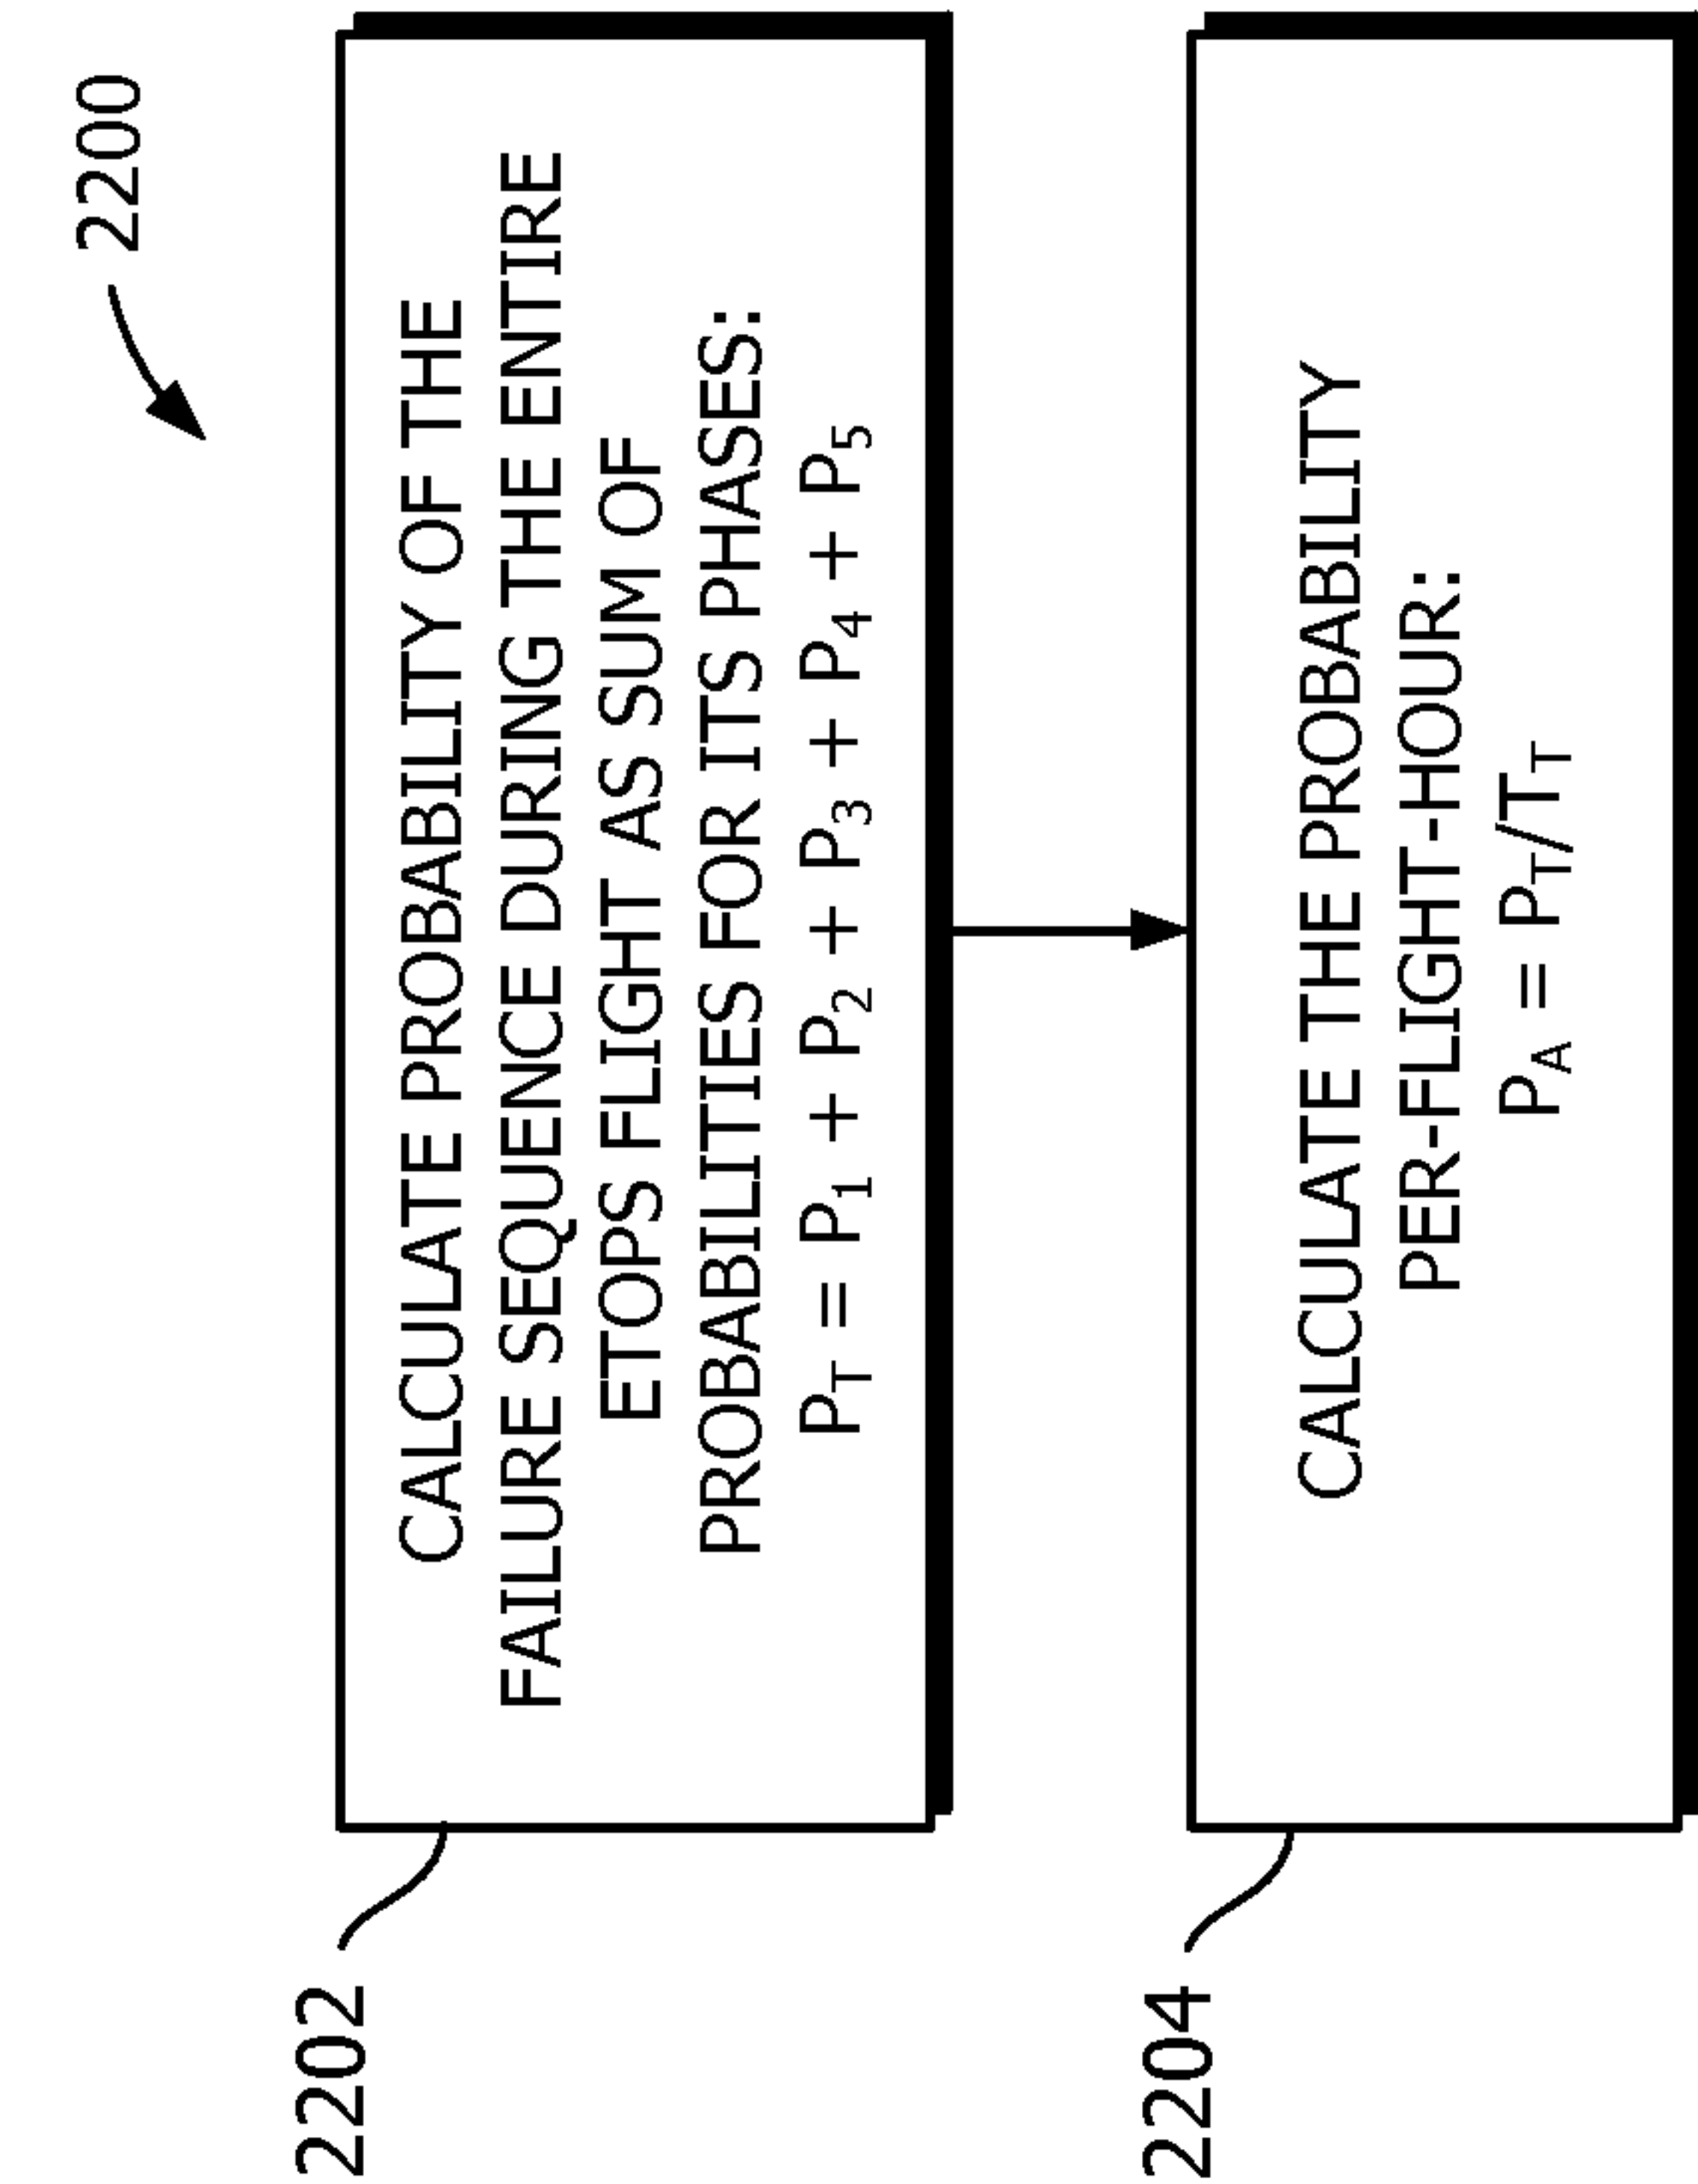 2200
2202
CALCULATE PROBABILITY OF THE
FAILURE SEQUENCE DURING THE ENTIRE
ETOPS FLIGHT AS SUM OF
PROBABILITIES FOR ITS PHASES:
P_T = P_1 + P_2 + P_3 + P_4 + P_5
2204
CALCULATE THE PROBABILITY
PER-FLIGHT-HOUR:
P_A = P_T/T_T